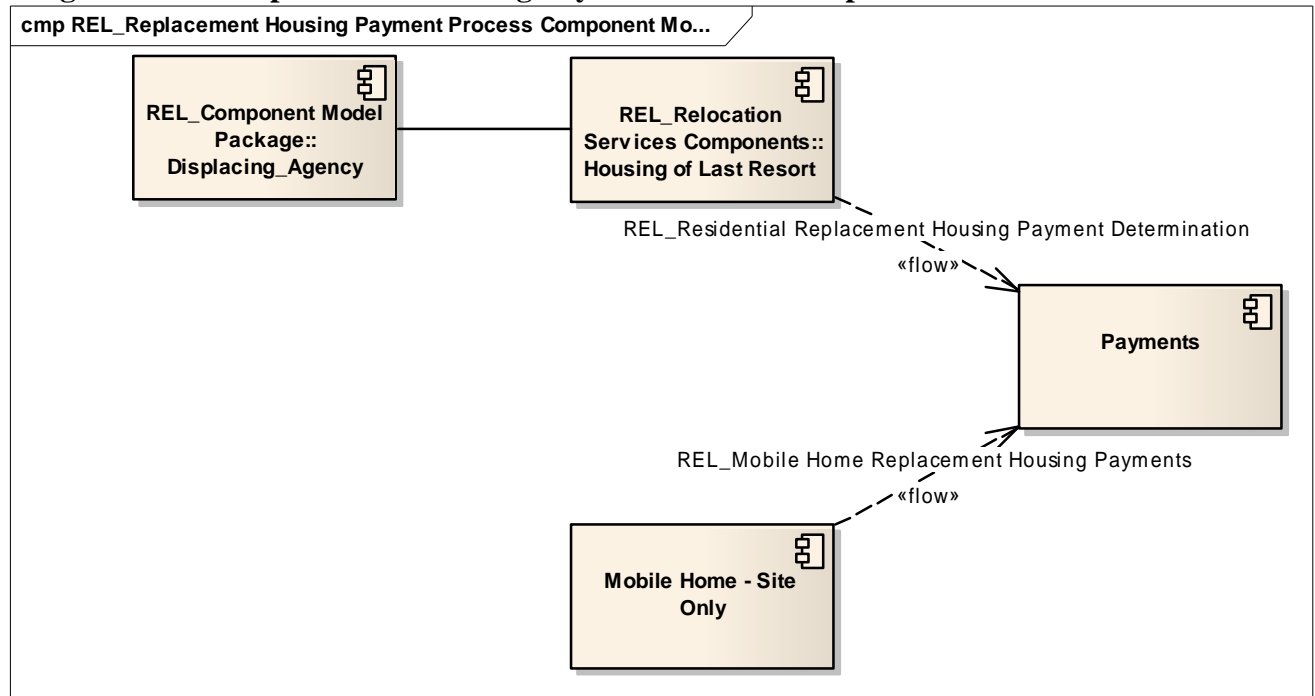 cmp REL_Replacement Housing Payment Process Component Mo...
REL_Component Model
Package::
Displacing_Agency
REL_Relocation
Services Components::
Housing of Last Resort
REL_Residential Replacement Housing Payment Determination
«flow»
Payments
REL_Mobile Home Replacement Housing Payments
«flow»
Mobile Home - Site
Only